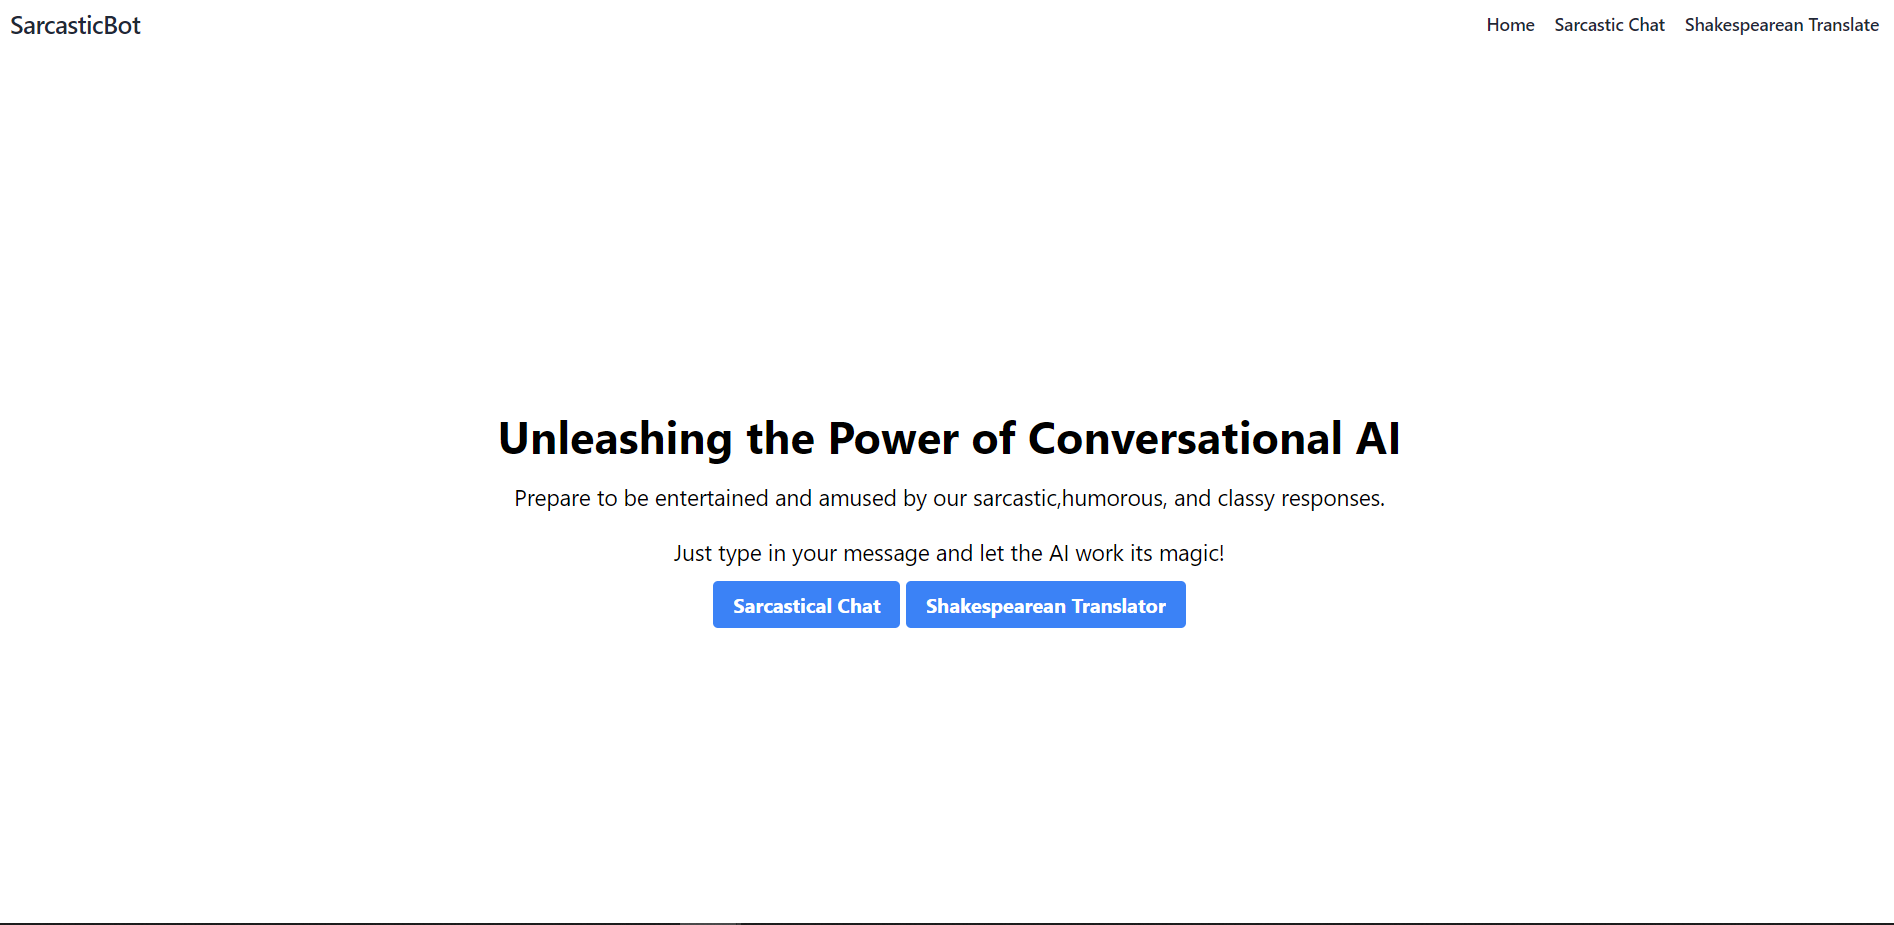 SarcasticBot
Home Sarcastic Chat Shakespearean Translate
Unleashing the Power of Conversational AI
Prepare to be entertained and amused by our sarcastic,humorous, and classy responses.
Just type in your message and let the AI work its magic!
Sarcastical Chat Shakespearean Translator